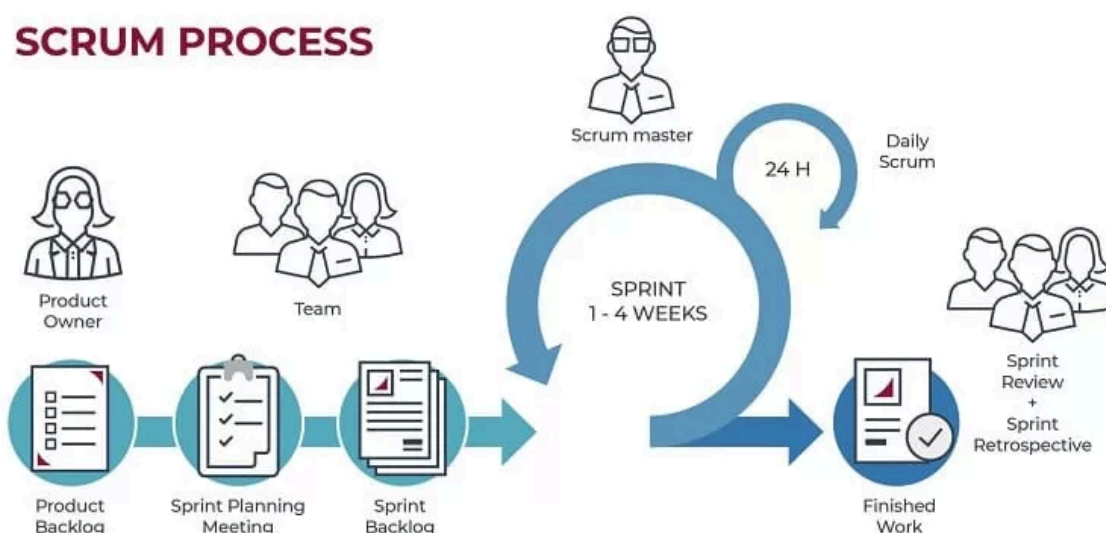 SCRUM PROCESS
Scrum master
24 H
Daily
Scrum
Product
Owner
Team
SPRINT
1 - 4 WEEKS
Sprint
Review
+
Sprint
Retrospective
Product
Backlog
Sprint Planning
Meeting
Sprint
Backlog
Finished
Work